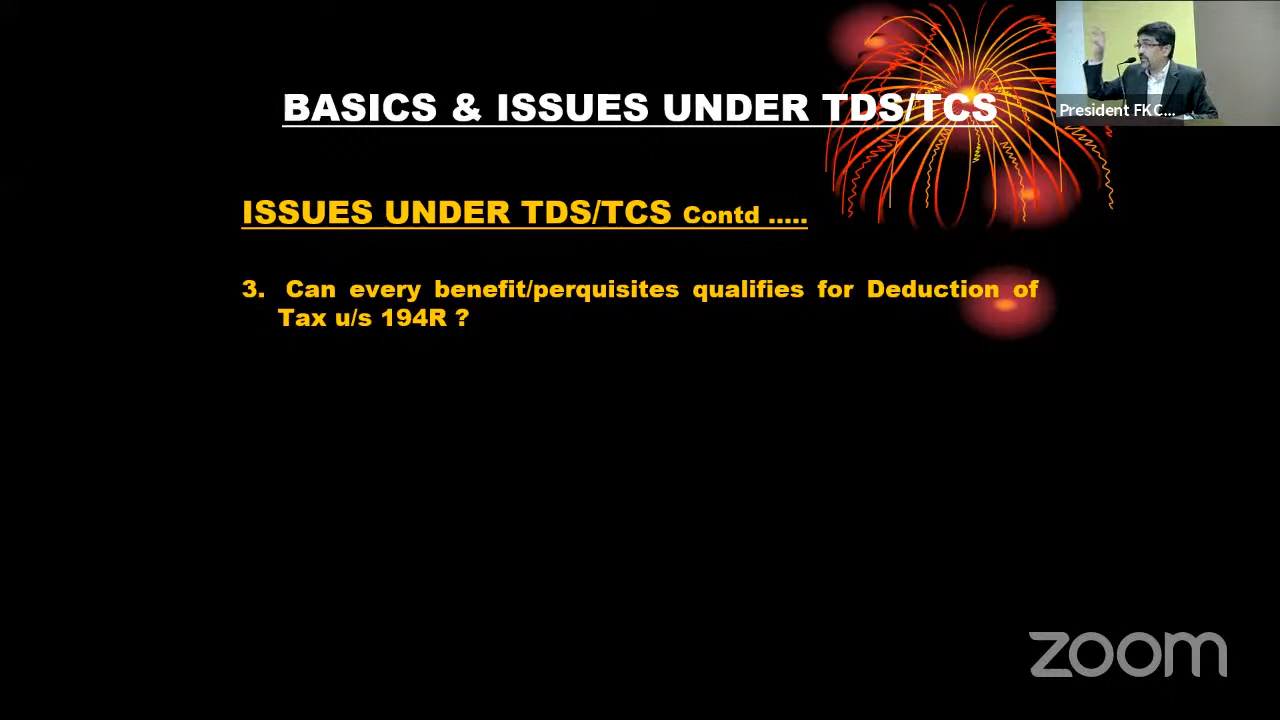 BASICS & ISSUES UNDER TDS/TCS
President FKC...
ISSUES UNDER TDS/TCS Contd .....
3. Can every benefit/perquisites qualifies for Deduction of
Tax u/s 194R ?
zoom